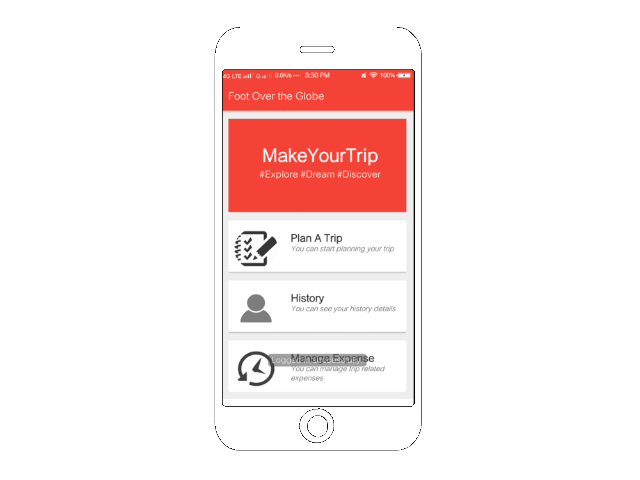 4G LTE G 0.6K/s ··· 3:30 PM 100%
Foot Over the Globe
MakeYourTrip
#Explore #Dream #Discover
Plan A Trip
You can start planning your trip
History
You can see your history details
Manage Expense
You can manage trip related
expenses